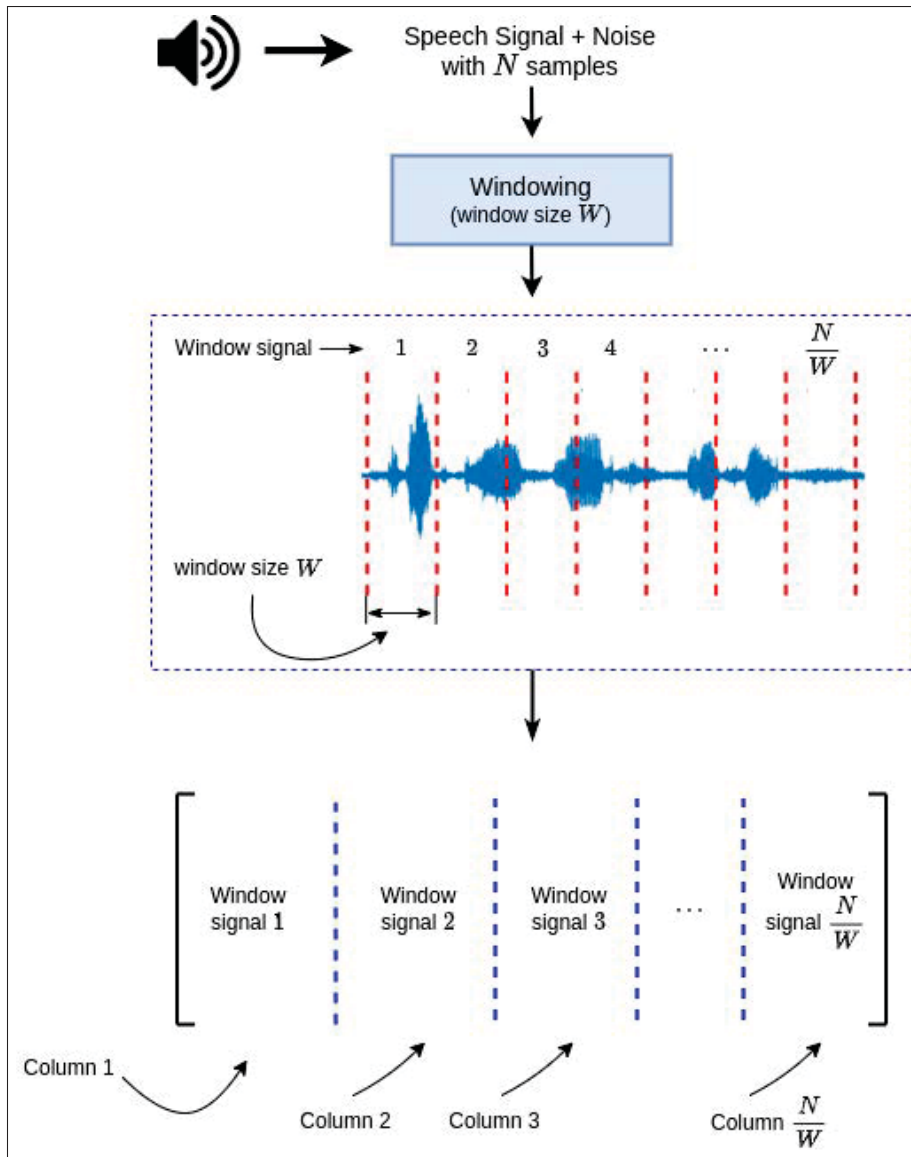 Speech Signal + Noise
with N samples
Windowing
(window size W)
Window signal
1 2 3 4 ... N/W
window size W
Window
signal 1
Window
signal 2
Window
signal 3
...
Window
signal N/W
Column 1
Column 2
Column 3
Column N/W